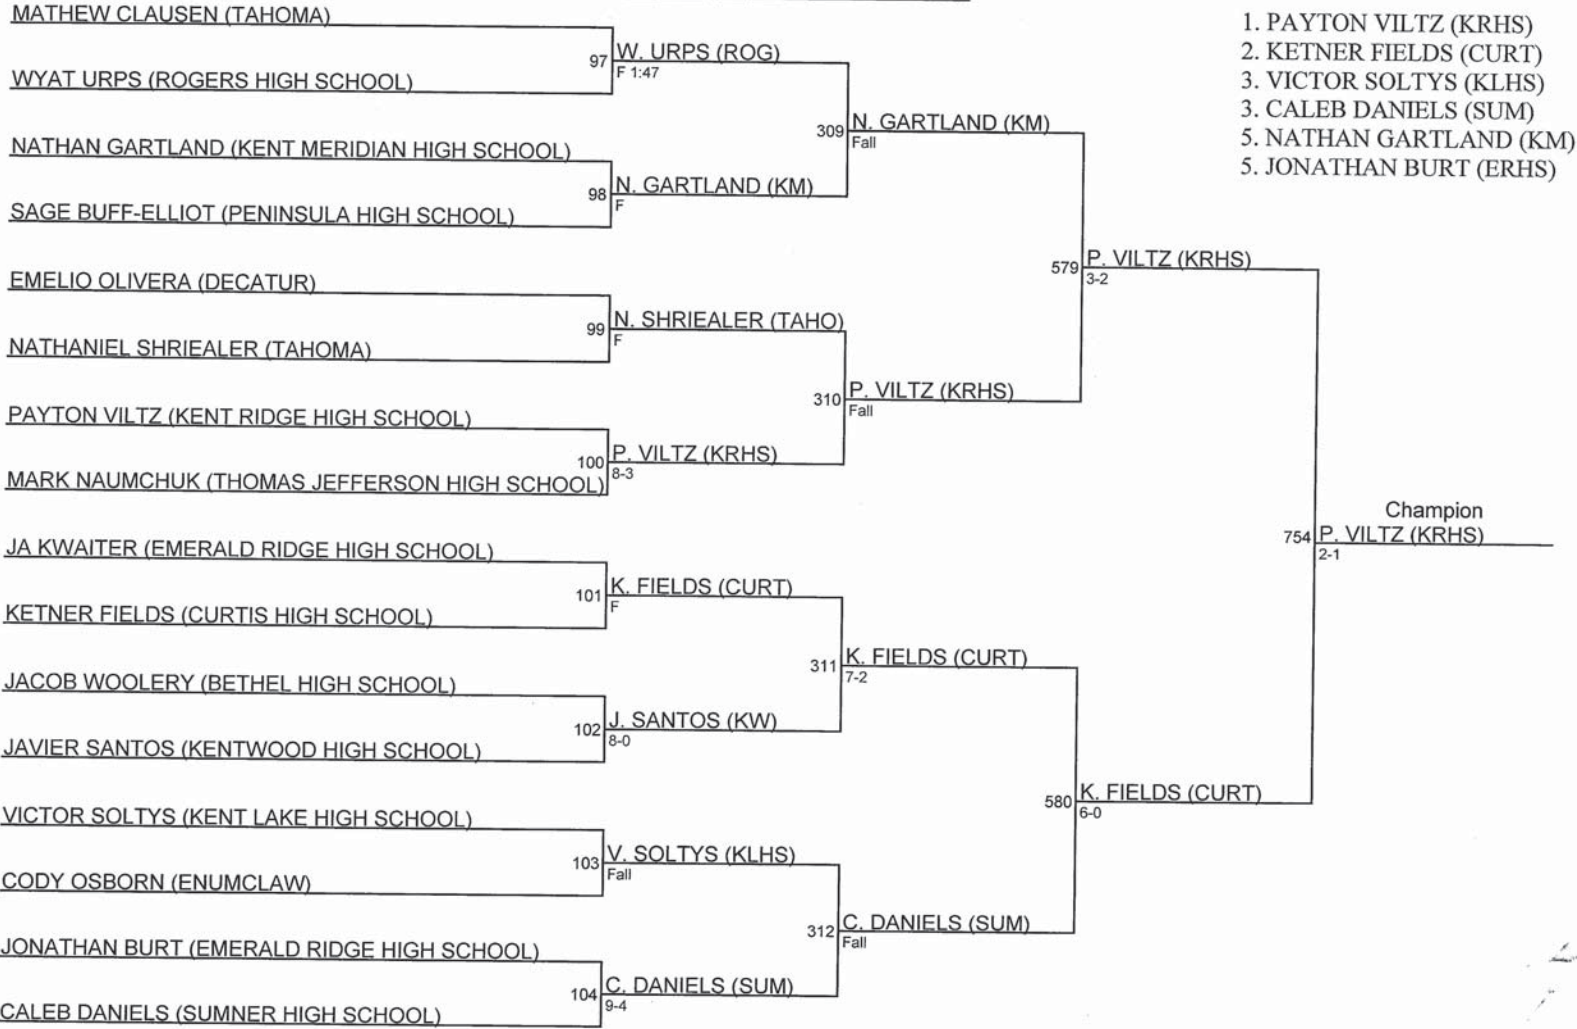 MATHEW CLAUSEN (TAHOMA)
97
W. URPS (ROG)
F 1:47
WYAT URPS (ROGERS HIGH SCHOOL)
309
N. GARTLAND (KM)
Fall
NATHAN GARTLAND (KENT MERIDIAN HIGH SCHOOL)
98
N. GARTLAND (KM)
F
SAGE BUFF-ELLIOT (PENINSULA HIGH SCHOOL)
579
P. VILTZ (KRHS)
3-2
EMELIO OLIVERA (DECATUR)
99
N. SHRIEALER (TAHO)
F
NATHANIEL SHRIEALER (TAHOMA)
310
P. VILTZ (KRHS)
Fall
PAYTON VILTZ (KENT RIDGE HIGH SCHOOL)
100
P. VILTZ (KRHS)
8-3
MARK NAUMCHUK (THOMAS JEFFERSON HIGH SCHOOL)
Champion
754
P. VILTZ (KRHS)
2-1
JA KWAITER (EMERALD RIDGE HIGH SCHOOL)
101
K. FIELDS (CURT)
F
KETNER FIELDS (CURTIS HIGH SCHOOL)
311
K. FIELDS (CURT)
7-2
JACOB WOOLERY (BETHEL HIGH SCHOOL)
102
J. SANTOS (KW)
8-0
JAVIER SANTOS (KENTWOOD HIGH SCHOOL)
580
K. FIELDS (CURT)
6-0
VICTOR SOLTYS (KENT LAKE HIGH SCHOOL)
103
V. SOLTYS (KLHS)
Fall
CODY OSBORN (ENUMCLAW)
312
C. DANIELS (SUM)
Fall
JONATHAN BURT (EMERALD RIDGE HIGH SCHOOL)
104
C. DANIELS (SUM)
9-4
CALEB DANIELS (SUMNER HIGH SCHOOL)
1. PAYTON VILTZ (KRHS)
2. KETNER FIELDS (CURT)
3. VICTOR SOLTYS (KLHS)
3. CALEB DANIELS (SUM)
5. NATHAN GARTLAND (KM)
5. JONATHAN BURT (ERHS)